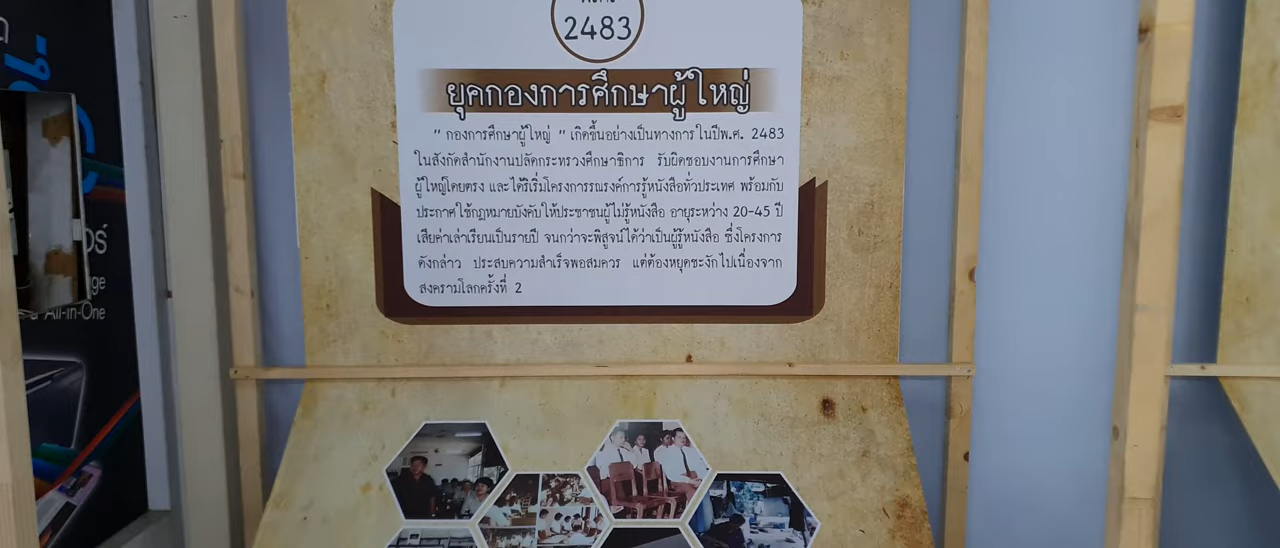 2483
ยุคกองการศึกษาผู้ใหญ่
" กองการศึกษาผู้ใหญ่ " เกิดขึ้นอย่างเป็นทางการในปีพ.ศ. 2483
ในสังกัดสำนักงานปลัดกระทรวงศึกษาธิการ รับผิดชอบงานการศึกษา
ผู้ใหญ่โดยตรง และได้ริเริ่มโครงการรณรงค์การรู้หนังสือทั่วประเทศ พร้อมกับ
ประกาศใช้กฎหมายบังคับให้ประชาชนผู้ไม่รู้หนังสือ อายุระหว่าง 20-45 ปี
เสียค่าเล่าเรียนเป็นรายปี จนกว่าจะพิสูจน์ได้ว่าเป็นผู้รู้หนังสือ ซึ่งโครงการ
ดังกล่าว ประสบความสำเร็จพอสมควร แต่ต้องหยุดชะงักไปเนื่องจาก
สงครามโลกครั้งที่ 2
All-in-One